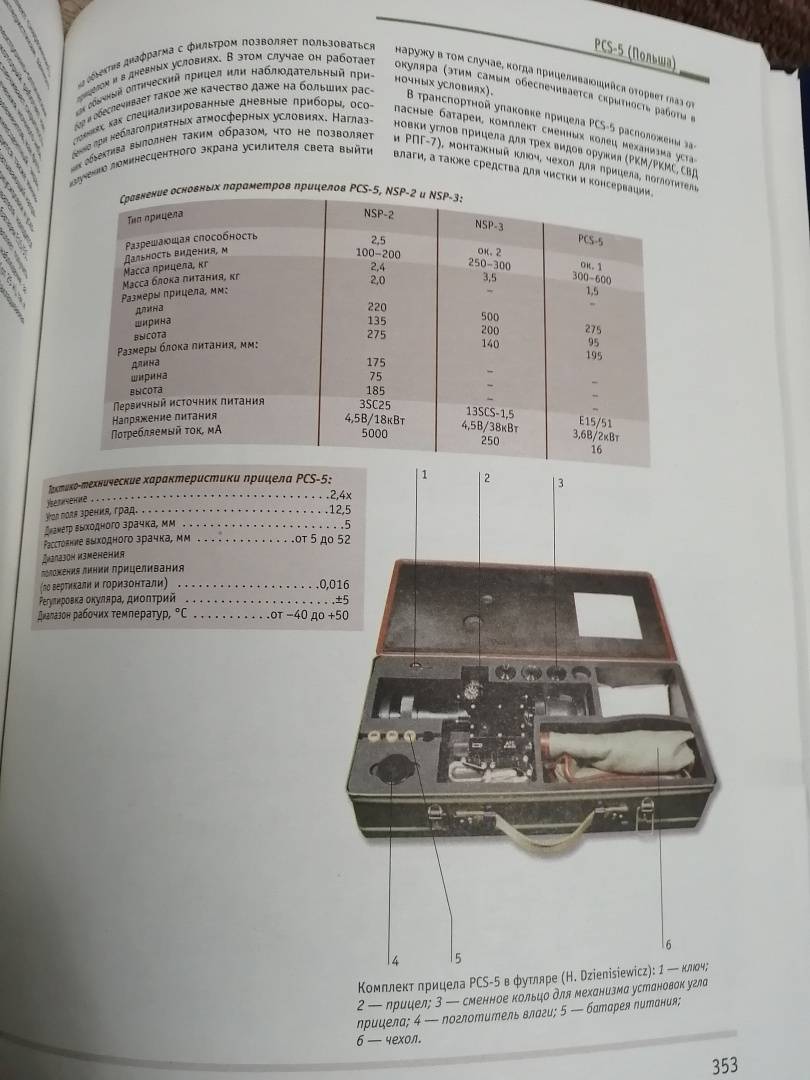 PCS-5 (Польша)
на объектив диафрагма с фильтром позволяет пользоваться
прицелом и в дневных условиях. В этом случае он работает
как обычный оптический прицел или наблюдательный при-
бор и обеспечивает такое же качество даже на больших рас-
стояниях, как специализированные дневные приборы, осо-
бенно при неблагоприятных атмосферных условиях. Наглаз-
ник объектива выполнен таким образом, что не позволяет
излучению люминесцентного экрана усилителя света выйти
наружу в том случае, когда прицеливающийся оторвет глаз от
окуляра (этим самым обеспечивается скрытность работы в
ночных условиях).
В транспортной упаковке прицела PCS-5 расположены за-
пасные батареи, комплект сменных колец механизма уста-
новки углов прицела для трех видов оружия (РКМ/РКМС, СВД
и РПГ-7), монтажный ключ, чехол для прицела, поглотитель
влаги, а также средства для чистки и консервации.
Сравнение основных параметров прицелов PCS-5, NSP-2 и NSP-3:
Тип прицела NSP-2 NSP-3 PCS-5
Разрешающая способность 2,5 ок. 2 ок. 1
Дальность видения, м 100–200 250–300 300–600
Масса прицела, кг 2,4 3,5 1,5
Масса блока питания, кг 2,0 – –
Размеры прицела, мм:
длина 220 500 275
ширина 135 200 95
высота 275 140 195
Размеры блока питания, мм:
длина 175 – –
ширина 75 – –
высота 185 – –
Первичный источник питания 3SC25 13SCS-1,5 E15/51
Напряжение питания 4,5В/18кВт 4,5В/38кВт 3,6В/2кВт
Потребляемый ток, мА 5000 250 16
Тактико-технические характеристики прицела PCS-5:
Увеличение . . . . . . . . . . . . . . . . . . . . . . . . . . . . . . . . . . .2,4х
Угол поля зрения, град. . . . . . . . . . . . . . . . . . . . . . . . . . . .12,5
Диаметр выходного зрачка, мм . . . . . . . . . . . . . . . . . . . . . . .5
Расстояние выходного зрачка, мм . . . . . . . . . . . . .от 5 до 52
Диапазон изменения
положения линии прицеливания
(по вертикали и горизонтали) . . . . . . . . . . . . . . . . . . . .0,016
Регулировка окуляра, диоптрий . . . . . . . . . . . . . . . . . . . . .±5
Диапазон рабочих температур, °С . . . . . . . . . . .от −40 до +50
1 2 3
4 5 6
Комплект прицела PCS-5 в футляре (H. Dzienisiewicz): 1 — ключ;
2 — прицел; 3 — сменное кольцо для механизма установок угла
прицела; 4 — поглотитель влаги; 5 — батарея питания;
6 — чехол.
353